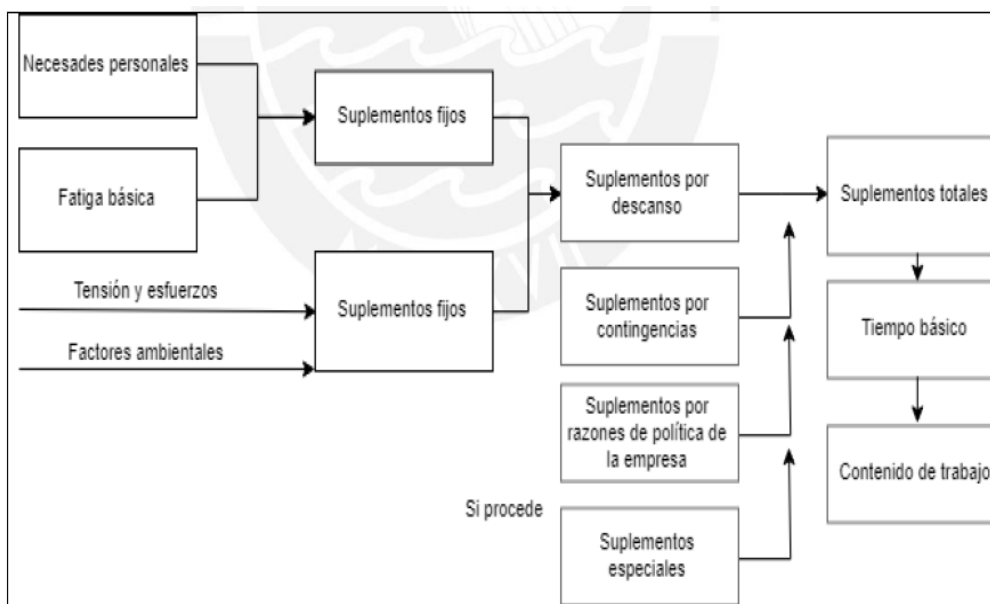 Necesades personales
Fatiga básica
Tensión y esfuerzos
Factores ambientales
Suplementos fijos
Suplementos fijos
Suplementos por
descanso
Suplementos por
contingencias
Suplementos por
razones de política de
la empresa
Si procede
Suplementos
especiales
Suplementos totales
Tiempo básico
Contenido de trabajo